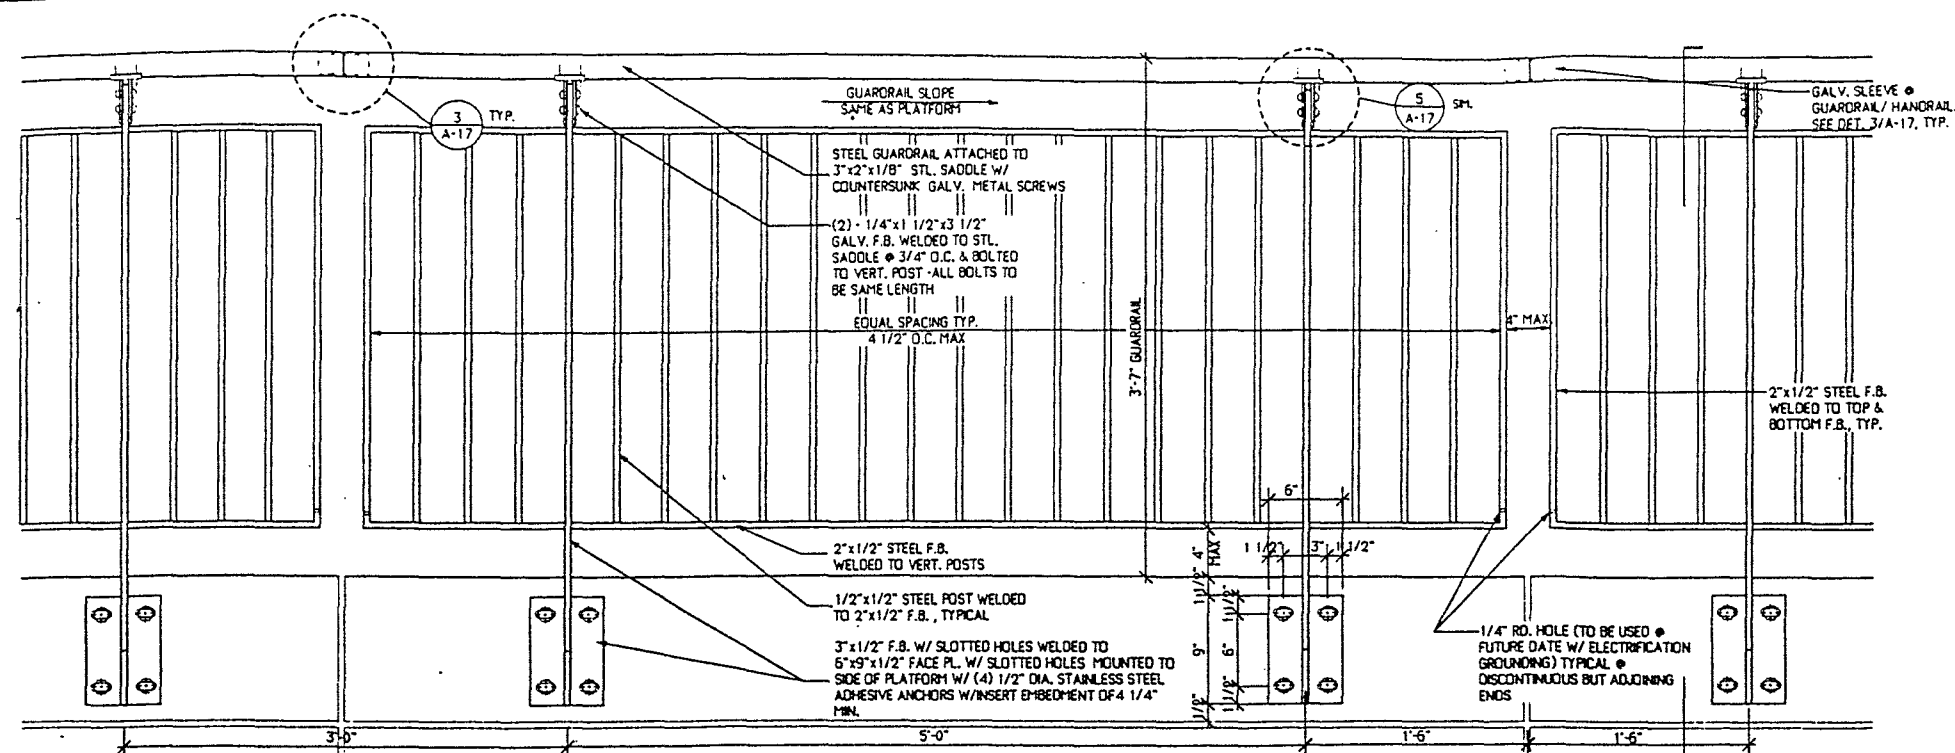 3
A-17
TYP.
GUARDRAIL SLOPE
SAME AS PLATFORM
5
A-17
SIM.
GALV. SLEEVE @
GUARDRAIL/ HANDRAIL.
SEE DET. 3/A-17, TYP.
STEEL GUARDRAIL ATTACHED TO
3"x2"x1/8" STL. SADDLE W/
COUNTERSUNK GALV. METAL SCREWS
(2) - 1/4"x1 1/2"x3 1/2"
GALV. F.B. WELDED TO STL.
SADDLE @ 3/4" O.C. & BOLTED
TO VERT. POST -ALL BOLTS TO
BE SAME LENGTH
EQUAL SPACING TYP.
4 1/2" O.C. MAX
3'-7" GUARDRAIL
4" MAX
2"x1/2" STEEL F.B.
WELDED TO TOP &
BOTTOM F.B., TYP.
6"
1 1/2"
3"
1 1/2"
4"
MAX
2"x1/2" STEEL F.B.
WELDED TO VERT. POSTS
1/2"x1/2" STEEL POST WELDED
TO 2"x1/2" F.B., TYPICAL
3"x1/2" F.B. W/ SLOTTED HOLES WELDED TO
6"x9"x1/2" FACE PL. W/ SLOTTED HOLES MOUNTED TO
SIDE OF PLATFORM W/ (4) 1/2" DIA. STAINLESS STEEL
ADHESIVE ANCHORS W/INSERT EMBEDMENT OF 4 1/4"
MIN.
1 1/2"
9"
1 1/2"
1 1/2"
6"
1 1/2"
1/4" RD. HOLE (TO BE USED @
FUTURE DATE W/ ELECTRIFICATION
GROUNDING) TYPICAL @
DISCONTINUOUS BUT ADJOINING
ENDS
3'-0"
5'-0"
1'-6"
1'-6"